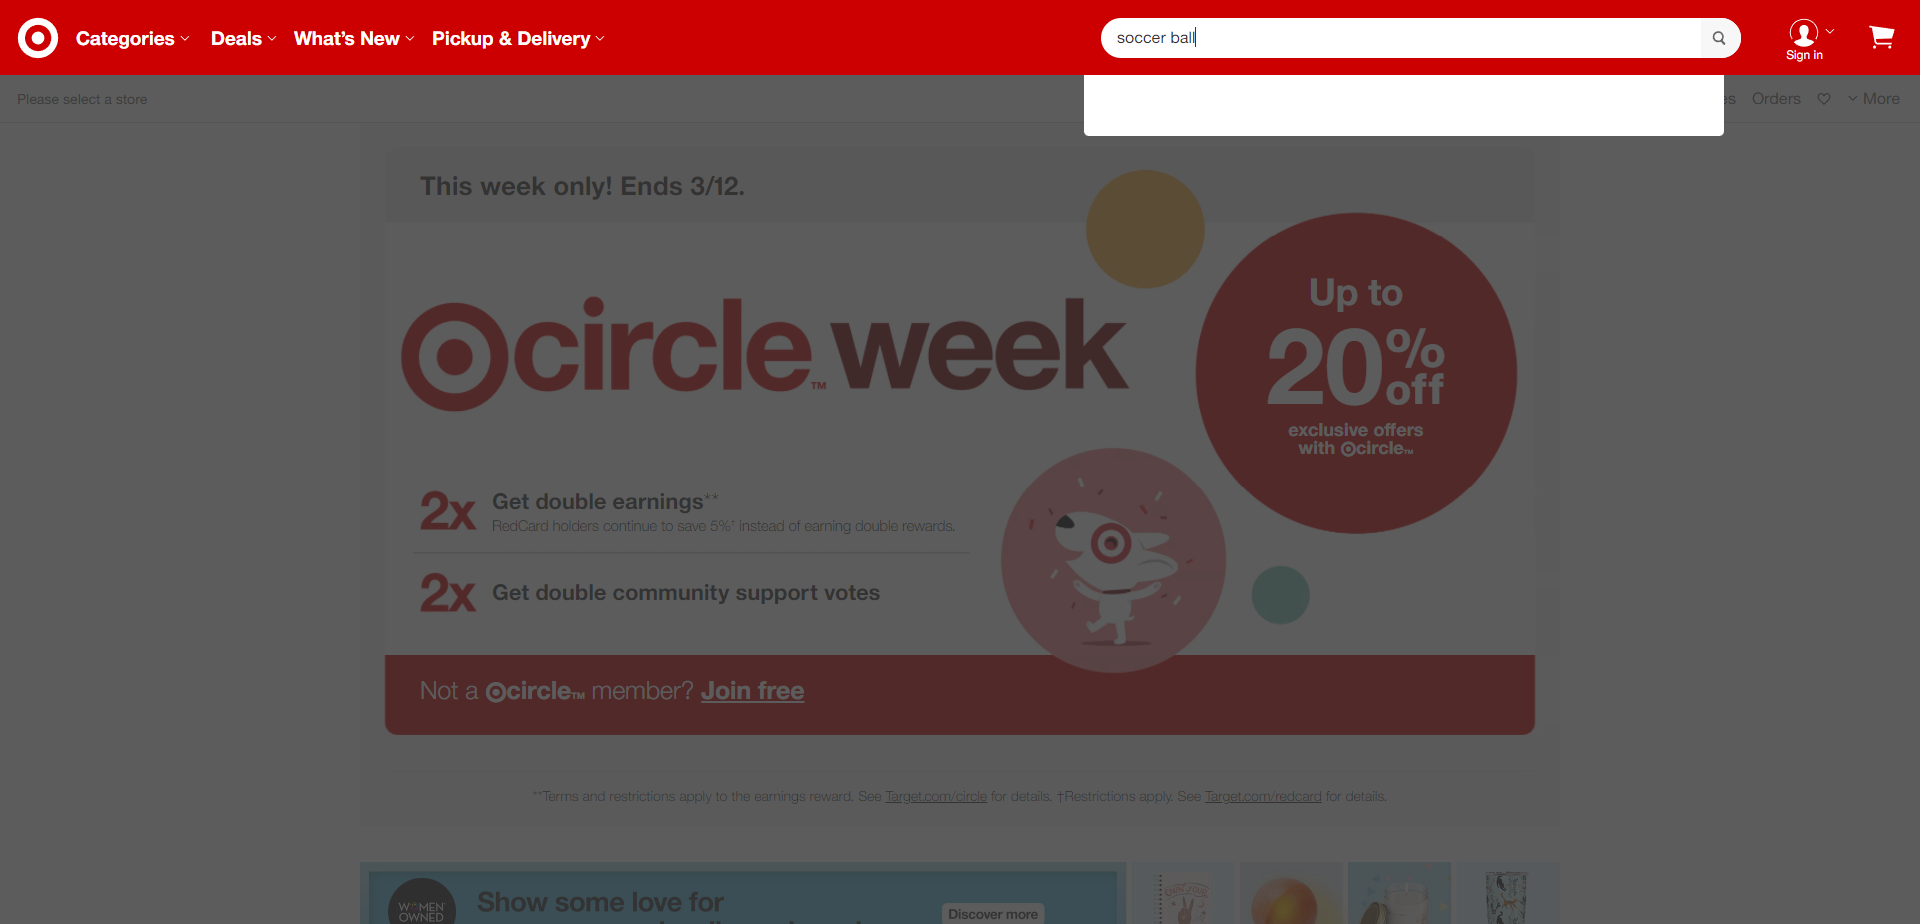 Categories Deals What's New Pickup & Delivery
soccer ball
Sign in
Please select a store
Orders More
This week only! Ends 3/12.
circle™ week
Up to
20% off
exclusive offers
with circle™
2x Get double earnings**
RedCard holders continue to save 5%† instead of earning double rewards.
2x Get double community support votes
Not a circle™ member? Join free
**Terms and restrictions apply to the earnings reward. See Target.com/circle for details. †Restrictions apply. See Target.com/redcard for details.
WOMEN
OWNED
Show some love for
Discover more